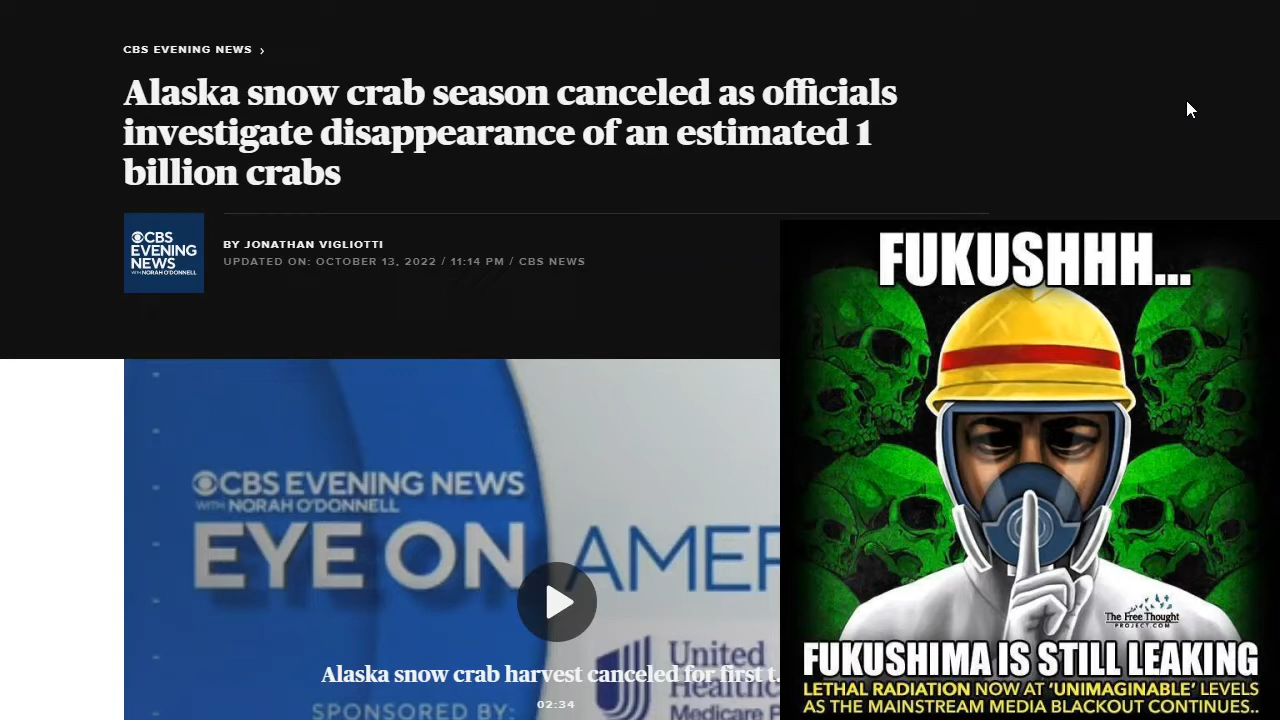 CBS EVENING NEWS ›
Alaska snow crab season canceled as officials
investigate disappearance of an estimated 1
billion crabs
CBS
EVENING
NEWS
WITH NORAH O'DONNELL
BY JONATHAN VIGLIOTTI
UPDATED ON: OCTOBER 13, 2022 / 11:14 PM / CBS NEWS
CBS EVENING NEWS
WITH NORAH O'DONNELL
EYE ON AMER
United
Healthc
Medicare
Alaska snow crab harvest canceled for first t.
02:34
SPONSORED BY:
FUKUSHHH...
The Free Thought
PROJECT.COM
FUKUSHIMA IS STILL LEAKING
LETHAL RADIATION NOW AT 'UNIMAGINABLE' LEVELS
AS THE MAINSTREAM MEDIA BLACKOUT CONTINUES..